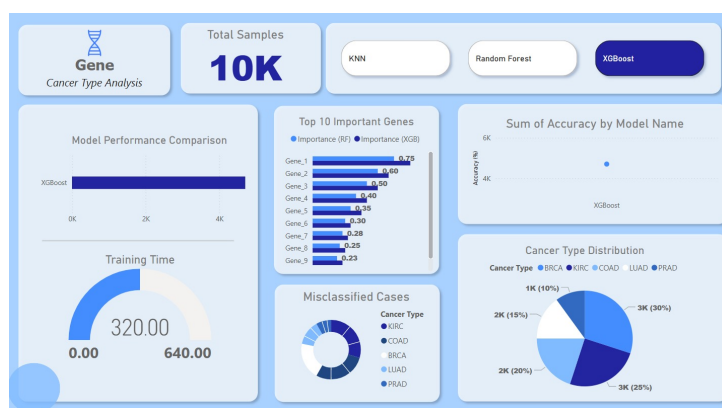 Gene
Cancer Type Analysis
Total Samples
10K
KNN
Random Forest
XGBoost
Model Performance Comparison
XGBoost
0K 2K 4K
Training Time
320.00
0.00 640.00
Top 10 Important Genes
Importance (RF) Importance (XGB)
Gene_1 0.75
Gene_2 0.60
Gene_3 0.50
Gene_4 0.40
Gene_5 0.35
Gene_6 0.30
Gene_7 0.28
Gene_8 0.25
Gene_9 0.23
Misclassified Cases
Cancer Type
KIRC
COAD
BRCA
LUAD
PRAD
Sum of Accuracy by Model Name
Accuracy (%)
6K
4K
XGBoost
Cancer Type Distribution
Cancer Type BRCA KIRC COAD LUAD PRAD
1K (10%)
3K (30%)
2K (15%)
2K (20%)
3K (25%)